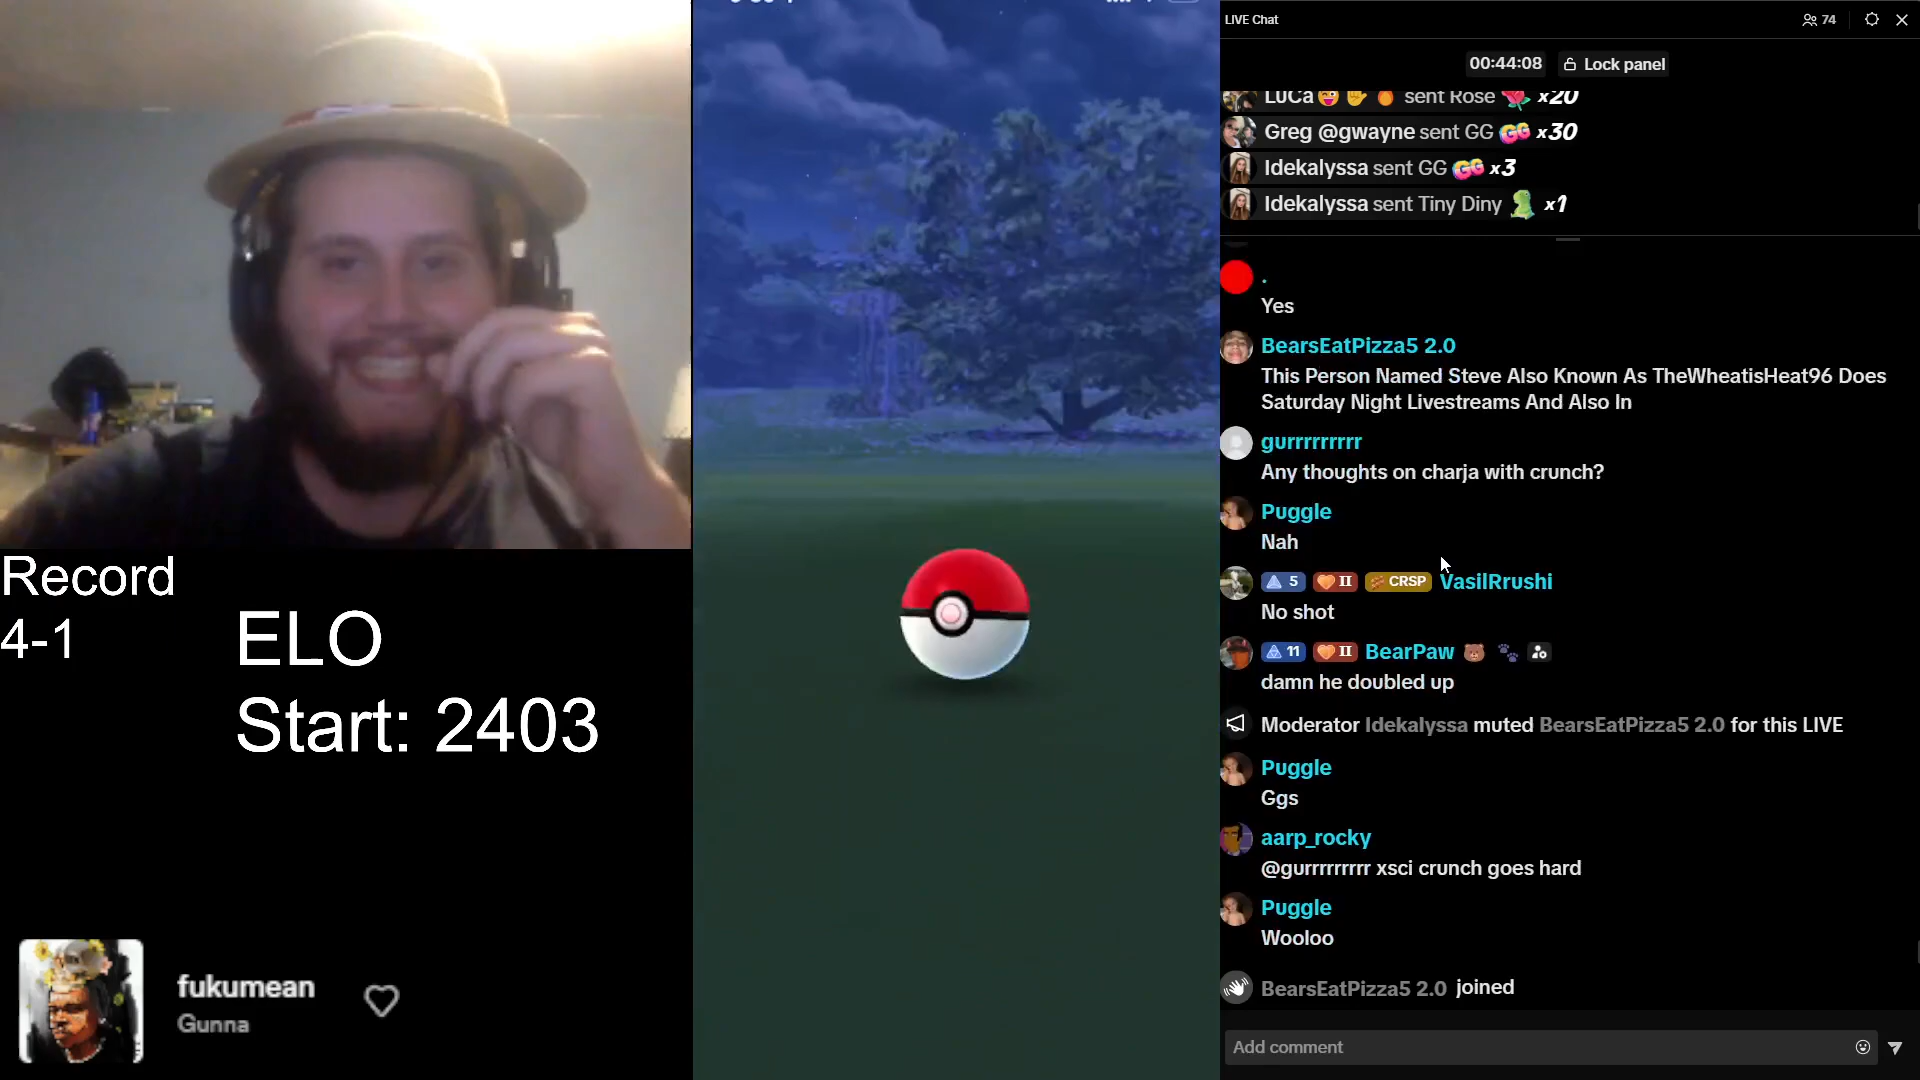 Record
4-1
ELO
Start: 2403
fukumean
Gunna
LIVE Chat
74
00:44:08
Lock panel
LuCa😜✋🔥 sent Rose 🌹 x20
Greg @gwayne sent GG GG x30
Idekalyssa sent GG GG x3
Idekalyssa sent Tiny Diny x1
.
Yes
BearsEatPizza5 2.0
This Person Named Steve Also Known As TheWheatisHeat96 Does
Saturday Night Livestreams And Also In
gurrrrrrrrr
Any thoughts on charja with crunch?
Puggle
Nah
5 II CRSP VasilRrushi
No shot
11 II BearPaw 🐻 🐾
damn he doubled up
Moderator Idekalyssa muted BearsEatPizza5 2.0 for this LIVE
Puggle
Ggs
aarp_rocky
@gurrrrrrrrr xsci crunch goes hard
Puggle
Wooloo
BearsEatPizza5 2.0 joined
Add comment